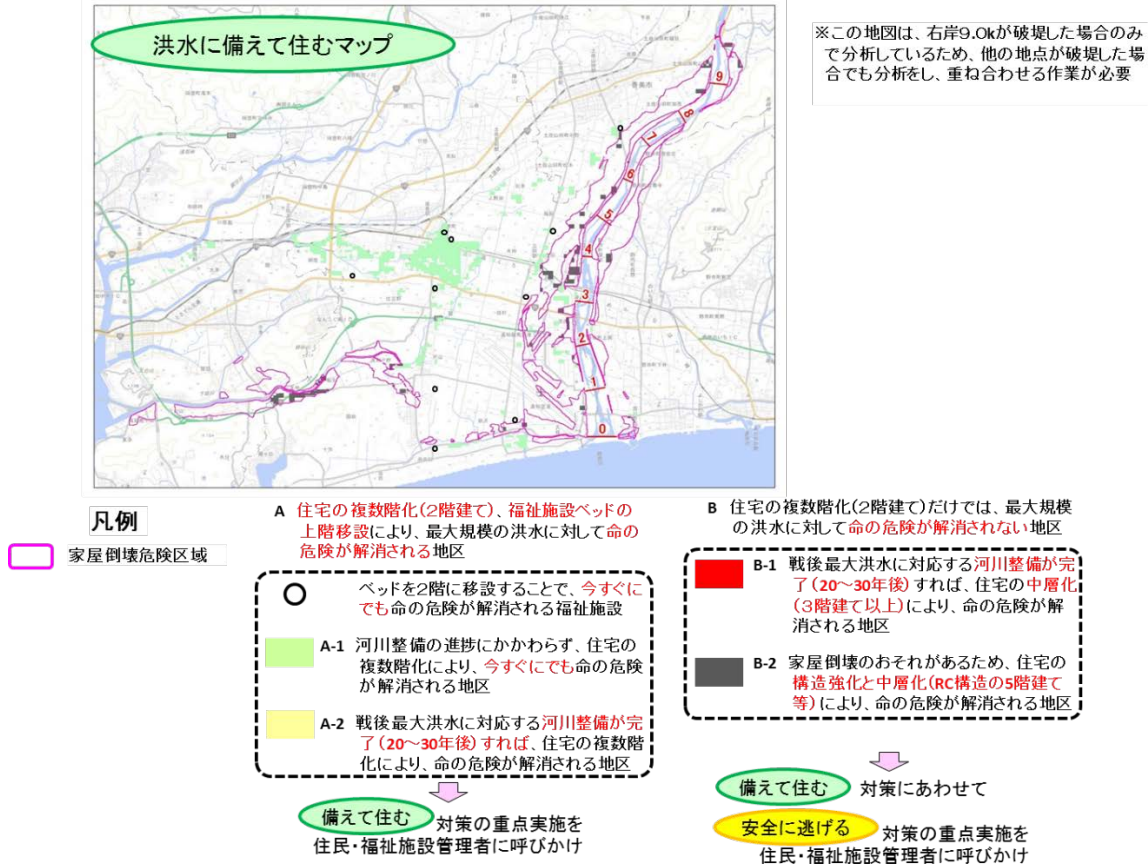 洪水に備えて住むマップ
※この地図は、右岸9.0kが破堤した場合のみ
で分析しているため、他の地点が破堤した場
合でも分析をし、重ね合わせる作業が必要
香美市
9
8
7
6
5
4
3
2
1
0
凡例
家屋倒壊危険区域
A 住宅の複数階化(2階建て)、福祉施設ベッドの
上階移設により、最大規模の洪水に対して命の
危険が解消される地区
ベッドを2階に移設することで、今すぐに
でも命の危険が解消される福祉施設
A-1 河川整備の進捗にかかわらず、住宅の
複数階化により、今すぐにでも命の危険
が解消される地区
A-2 戦後最大洪水に対応する河川整備が完
了(20～30年後)すれば、住宅の複数階
化により、命の危険が解消される地区
備えて住む 対策の重点実施を
住民・福祉施設管理者に呼びかけ
B 住宅の複数階化(2階建て)だけでは、最大規模
の洪水に対して命の危険が解消されない地区
B-1 戦後最大洪水に対応する河川整備が完
了(20～30年後)すれば、住宅の中層化
(3階建て以上)により、命の危険が解
消される地区
B-2 家屋倒壊のおそれがあるため、住宅の
構造強化と中層化(RC構造の5階建て
等)により、命の危険が解消される地区
備えて住む 対策にあわせて
安全に逃げる 対策の重点実施を
住民・福祉施設管理者に呼びかけ